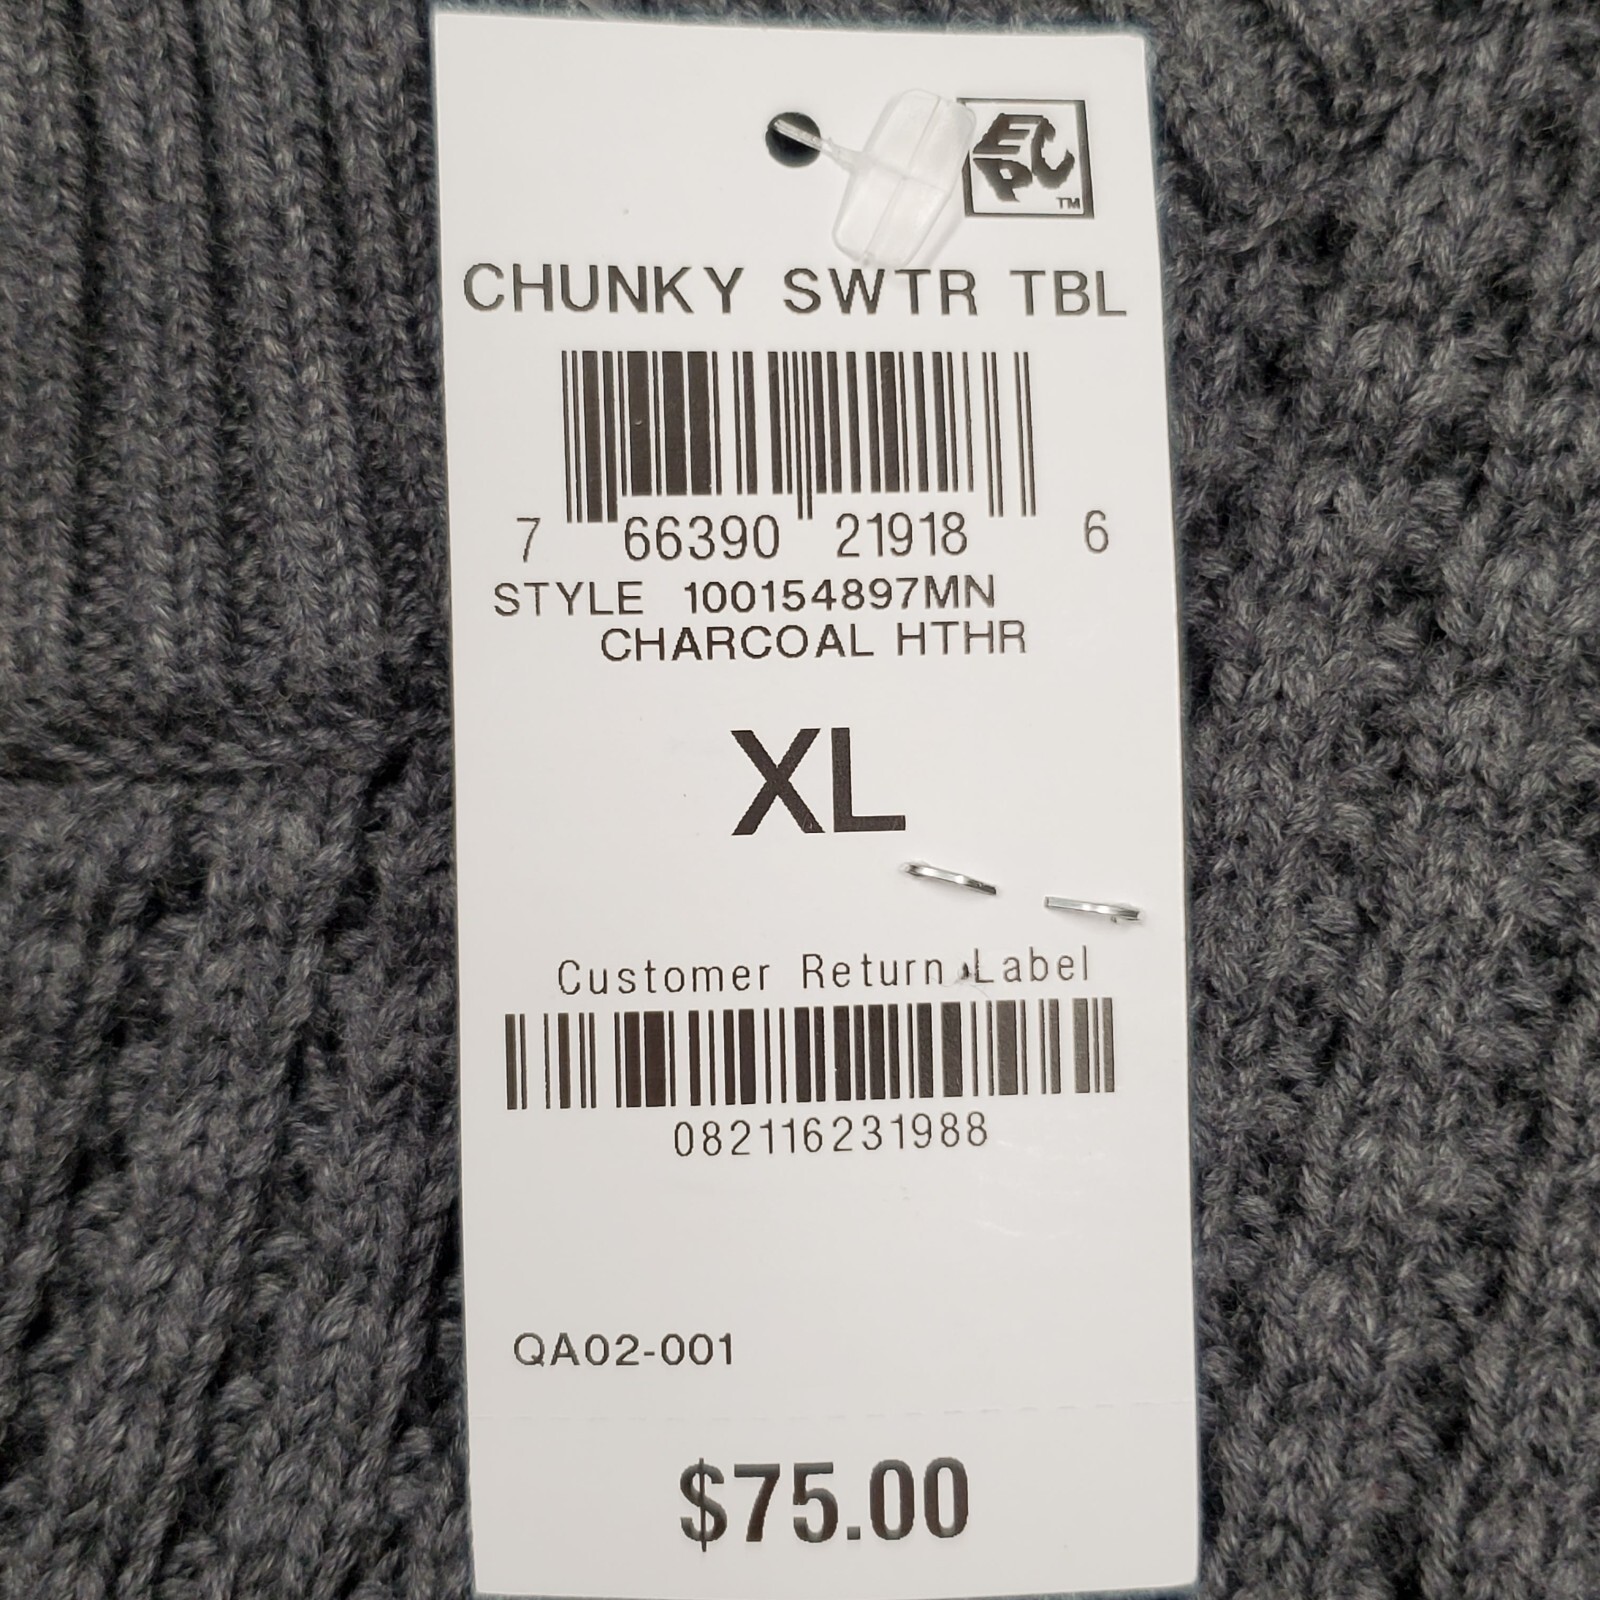 EPC
TM
CHUNKY SWTR TBL
7 66390 21918 6
STYLE 100154897MN
CHARCOAL HTHR
XL
Customer Return Label
082116231988
QA02-001
$75.00